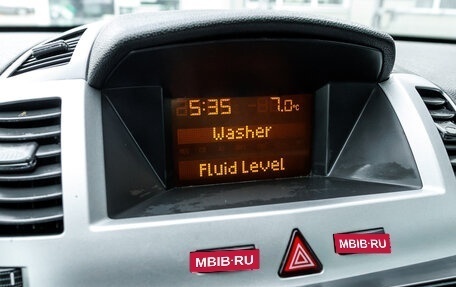 5:35 7.0°C
Washer
Fluid Level
MBIB.RU MBIB.RU